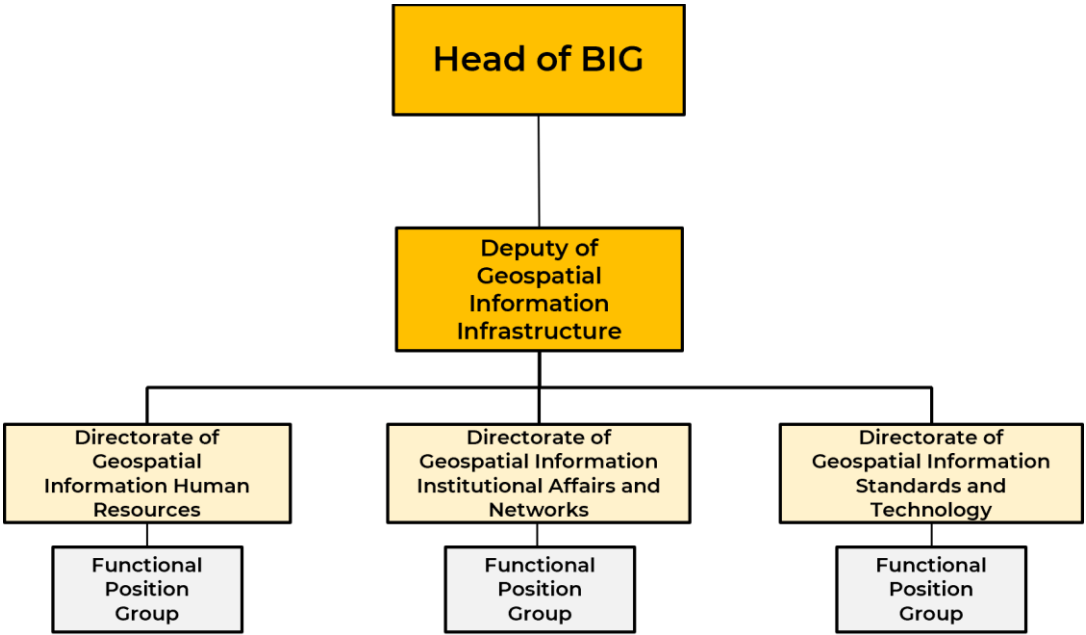 Head of BIG
Deputy of
Geospatial
Information
Infrastructure
Directorate of
Geospatial
Information Human
Resources
Directorate of
Geospatial Information
Institutional Affairs and
Networks
Directorate of
Geospatial Information
Standards and
Technology
Functional
Position
Group
Functional
Position
Group
Functional
Position
Group